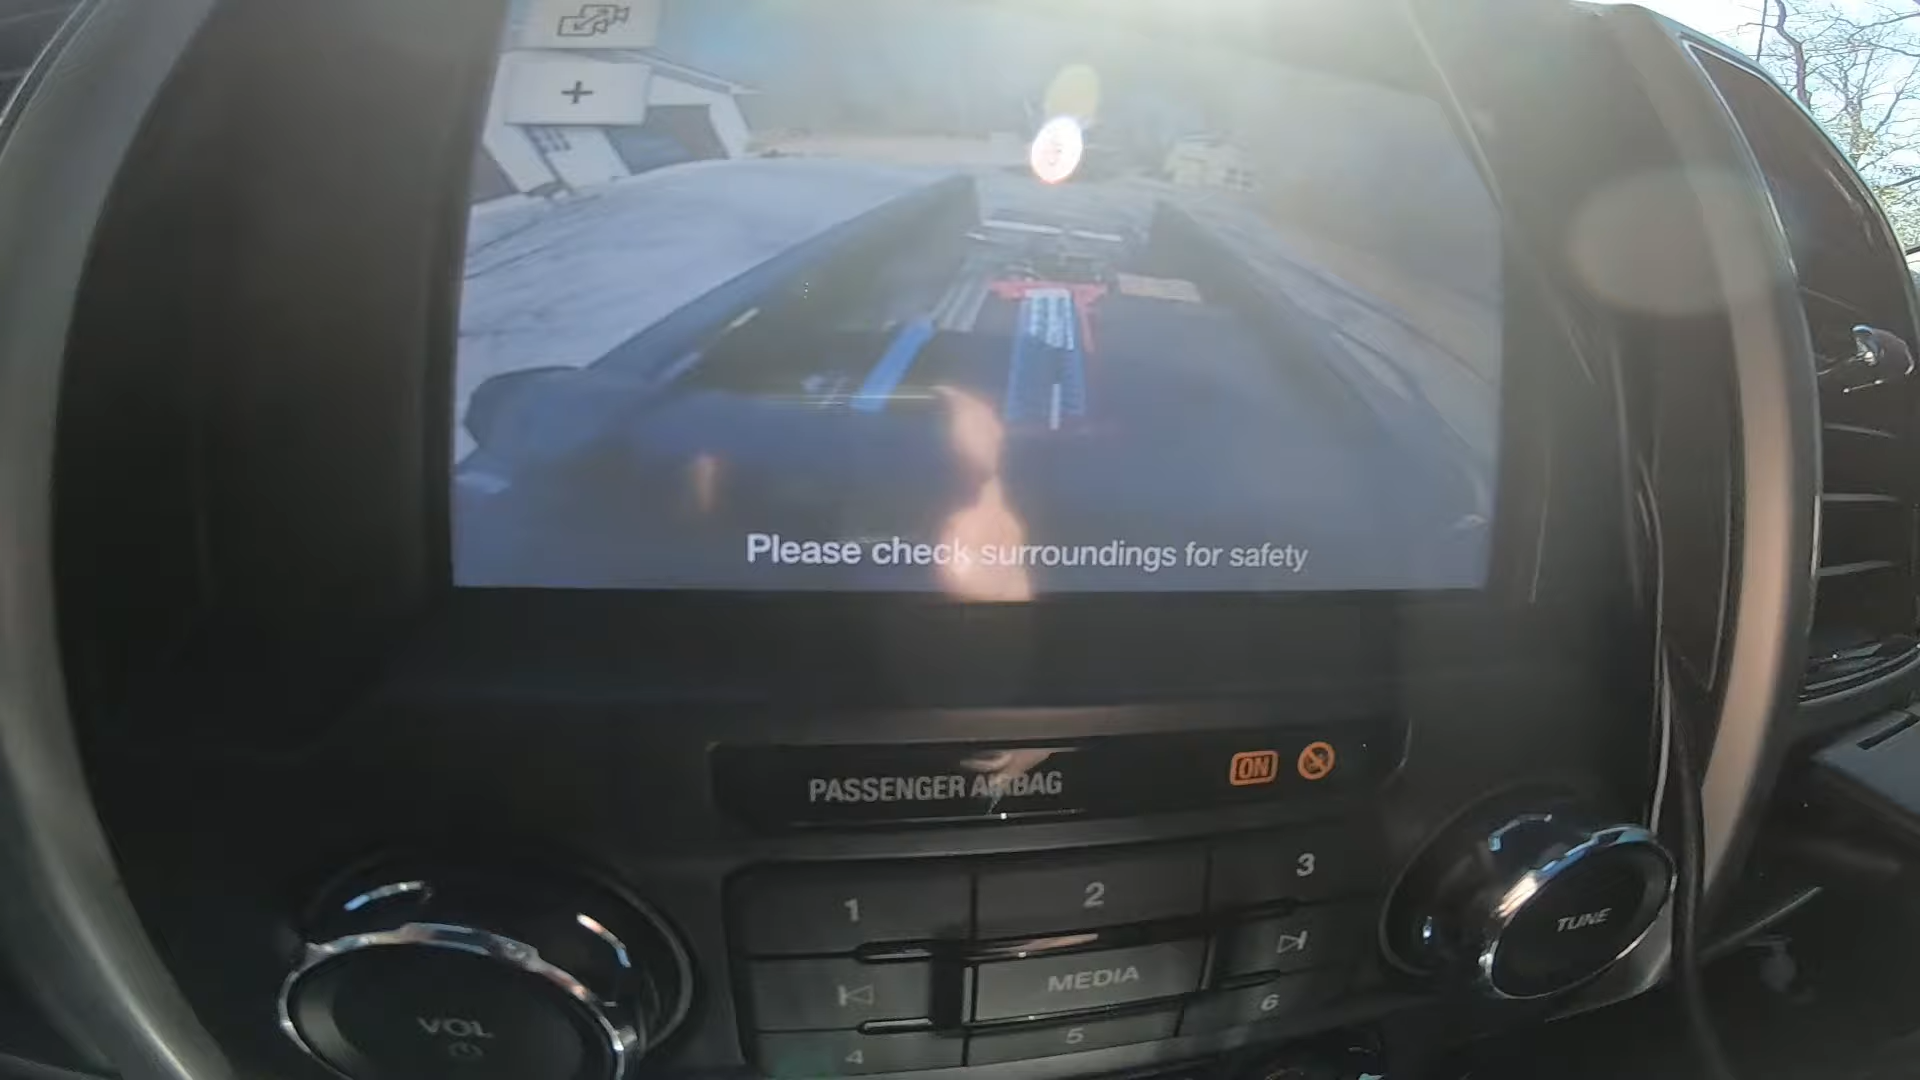 +
Please check surroundings for safety
PASSENGER AIRBAG
ON
1
2
3
MEDIA
4
5
6
VOL
TUNE